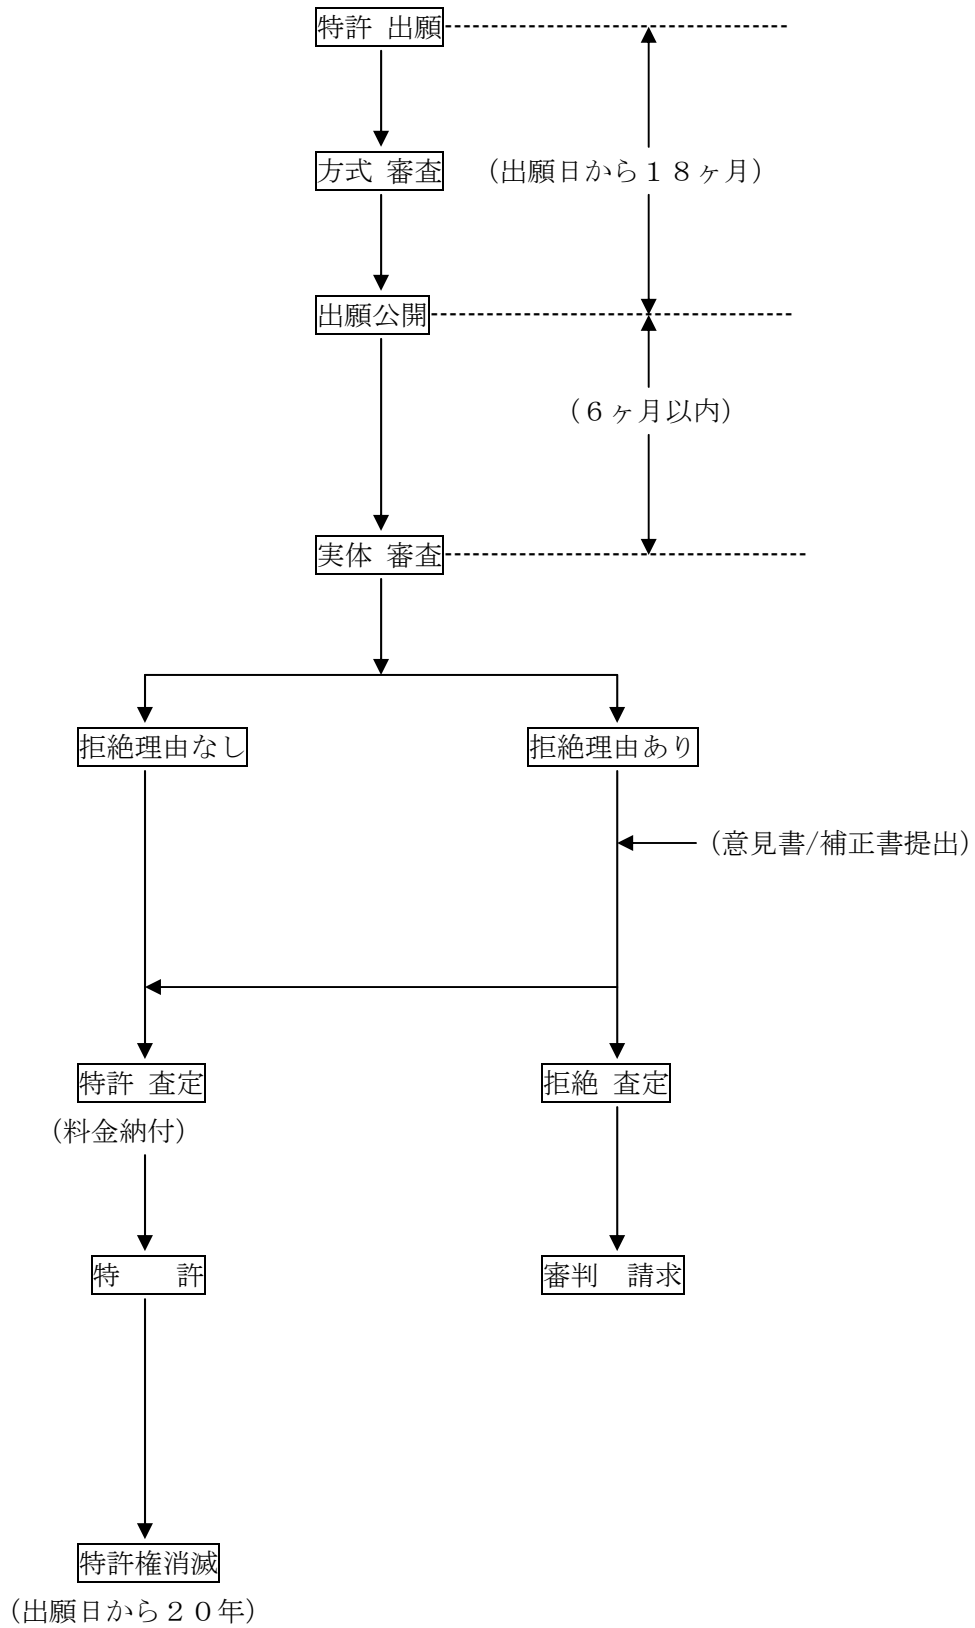 特許 出願
方式 審査
（出願日から１８ヶ月）
出願公開
（６ヶ月以内）
実体 審査
拒絶理由なし
拒絶理由あり
（意見書/補正書提出）
特許 査定
拒絶 査定
（料金納付）
特　　許
審判　請求
特許権消滅
（出願日から２０年）